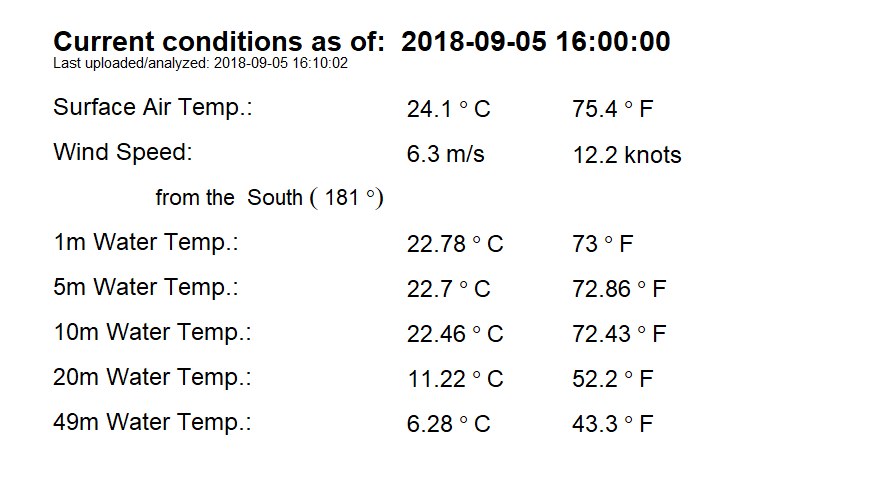 Current conditions as of: 2018-09-05 16:00:00
Last uploaded/analyzed: 2018-09-05 16:10:02
Surface Air Temp.: 24.1 ° C 75.4 ° F
Wind Speed: 6.3 m/s 12.2 knots
from the South ( 181 °)
1m Water Temp.: 22.78 ° C 73 ° F
5m Water Temp.: 22.7 ° C 72.86 ° F
10m Water Temp.: 22.46 ° C 72.43 ° F
20m Water Temp.: 11.22 ° C 52.2 ° F
49m Water Temp.: 6.28 ° C 43.3 ° F